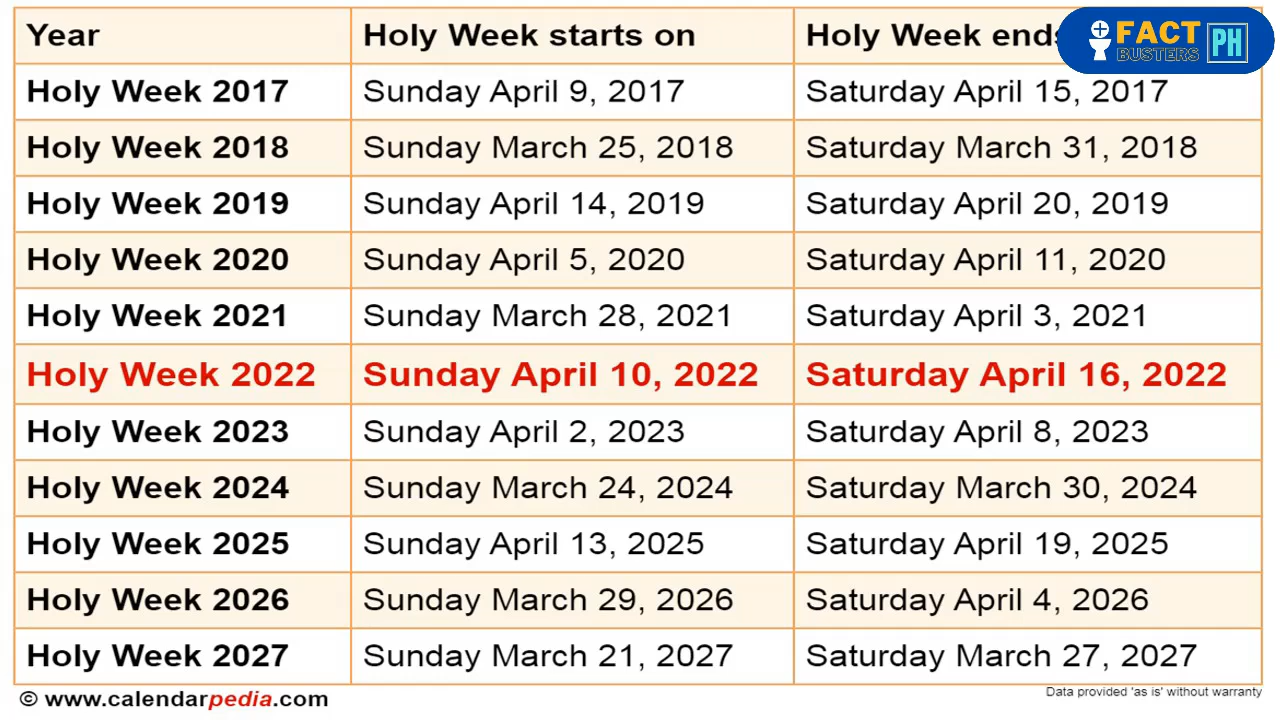 Year Holy Week starts on Holy Week ends
FACT
BUSTERS
PH
Holy Week 2017 Sunday April 9, 2017 Saturday April 15, 2017
Holy Week 2018 Sunday March 25, 2018 Saturday March 31, 2018
Holy Week 2019 Sunday April 14, 2019 Saturday April 20, 2019
Holy Week 2020 Sunday April 5, 2020 Saturday April 11, 2020
Holy Week 2021 Sunday March 28, 2021 Saturday April 3, 2021
Holy Week 2022 Sunday April 10, 2022 Saturday April 16, 2022
Holy Week 2023 Sunday April 2, 2023 Saturday April 8, 2023
Holy Week 2024 Sunday March 24, 2024 Saturday March 30, 2024
Holy Week 2025 Sunday April 13, 2025 Saturday April 19, 2025
Holy Week 2026 Sunday March 29, 2026 Saturday April 4, 2026
Holy Week 2027 Sunday March 21, 2027 Saturday March 27, 2027
© www.calendarpedia.com
Data provided 'as is' without warranty